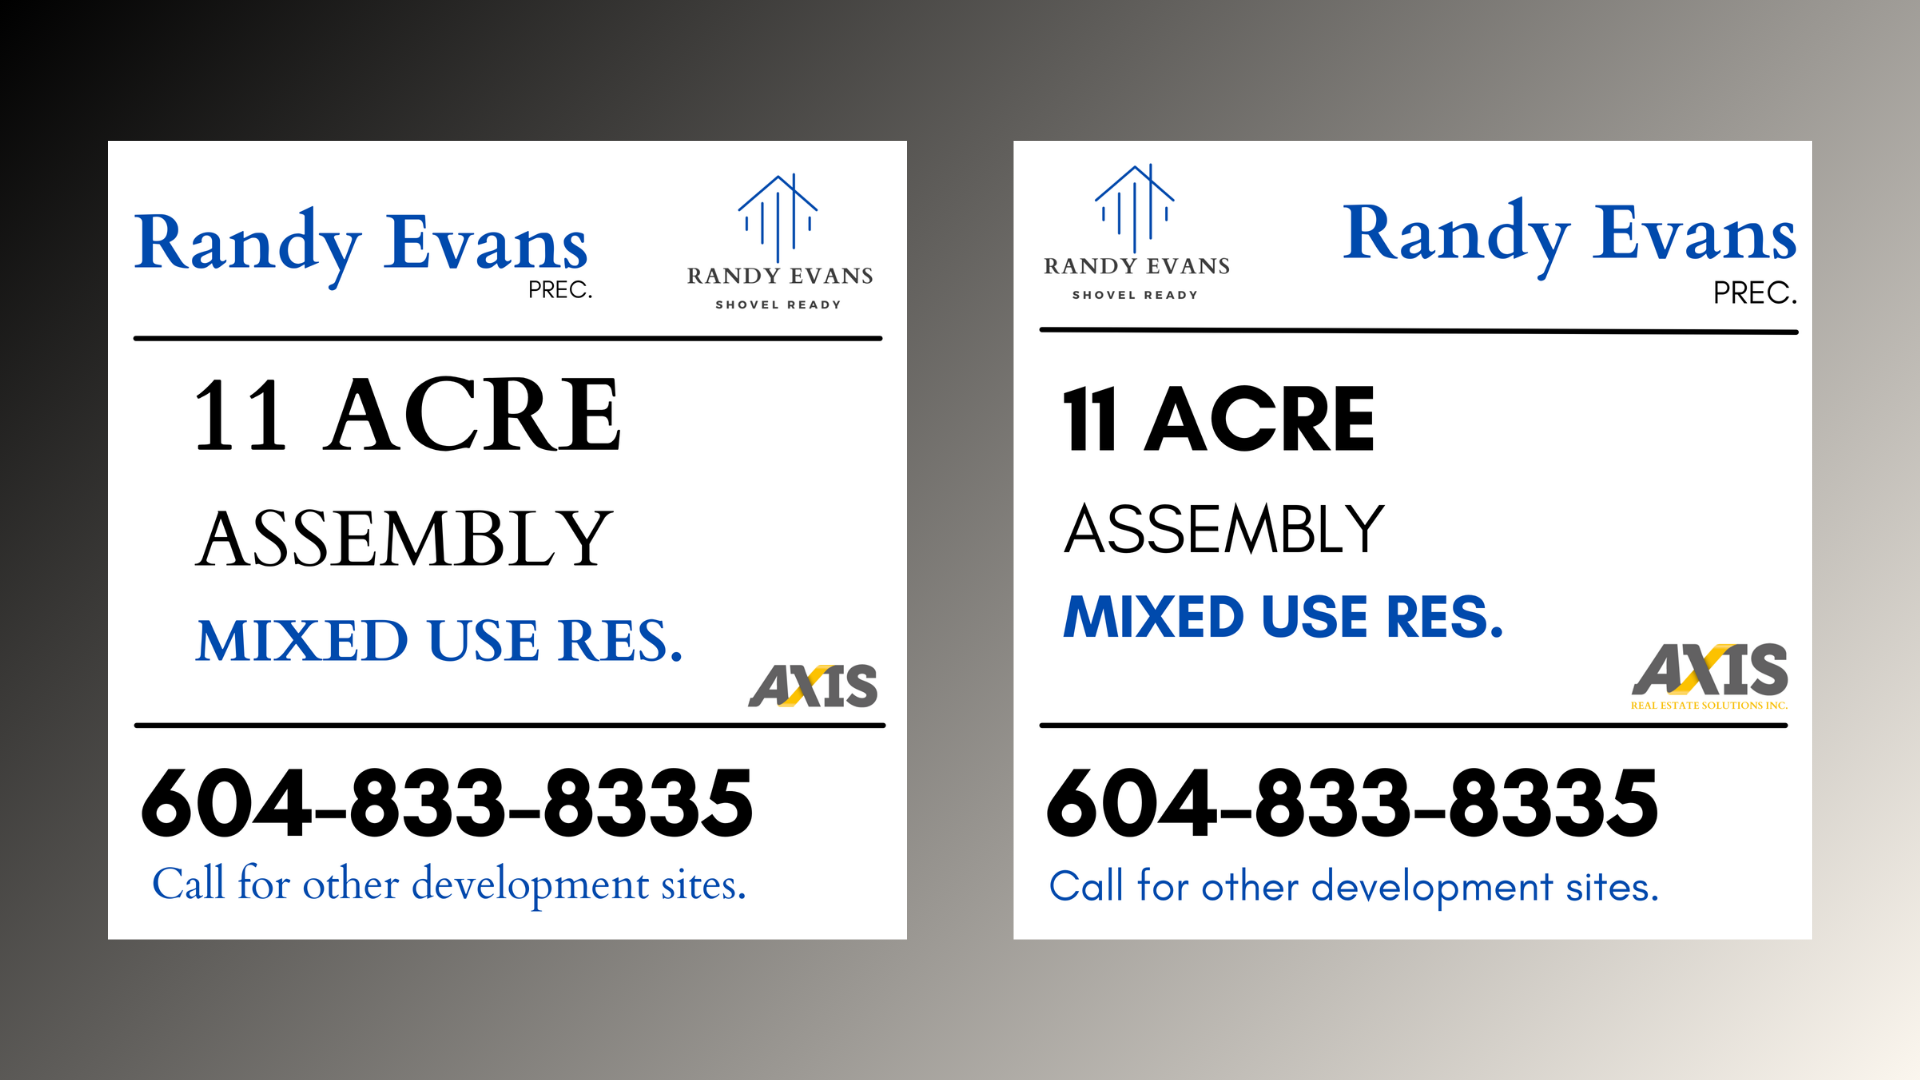 Randy Evans
PREC.
RANDY EVANS
SHOVEL READY
11 ACRE
ASSEMBLY
MIXED USE RES.
AXIS
604-833-8335
Call for other development sites.
RANDY EVANS
SHOVEL READY
Randy Evans
PREC.
11 ACRE
ASSEMBLY
MIXED USE RES.
AXIS
REAL ESTATE SOLUTIONS INC.
604-833-8335
Call for other development sites.